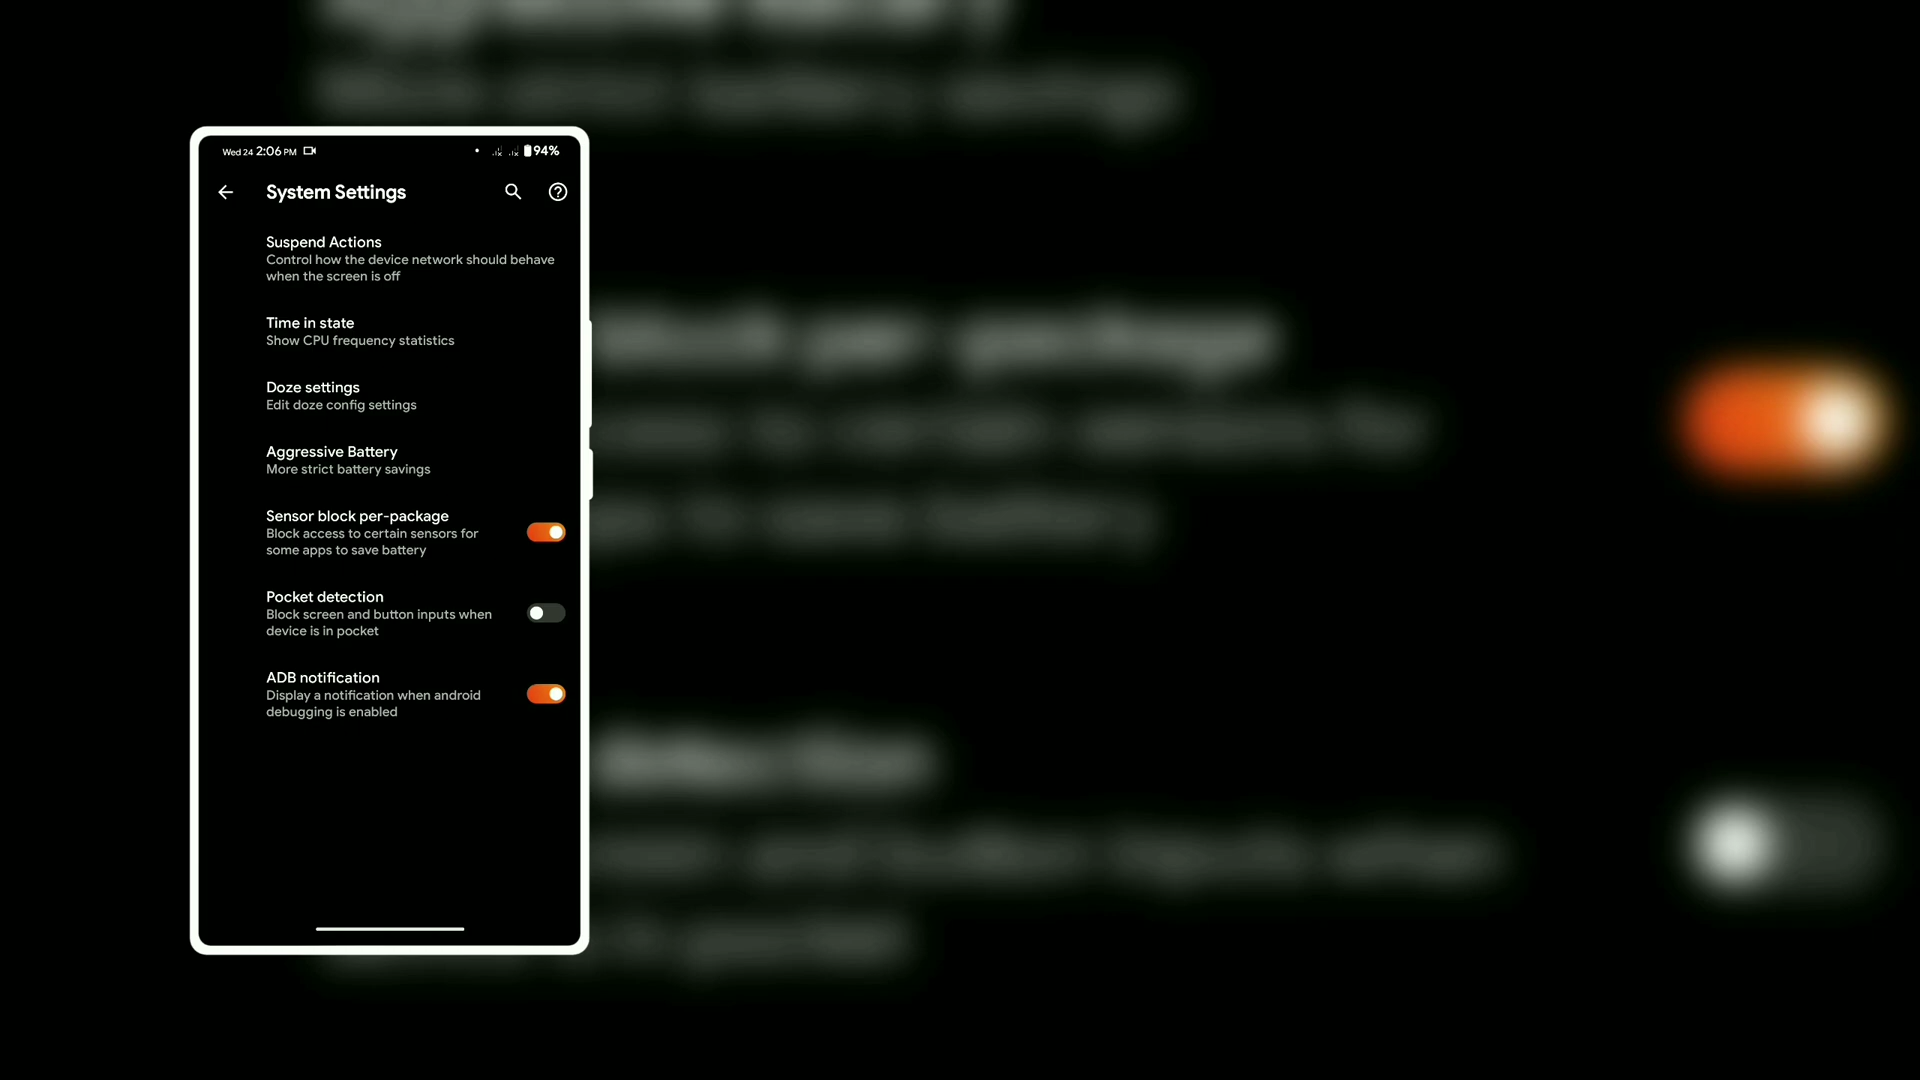 Wed 24 2:06 PM 94%
System Settings
Suspend Actions
Control how the device network should behave
when the screen is off
Time in state
Show CPU frequency statistics
Doze settings
Edit doze config settings
Aggressive Battery
More strict battery savings
Sensor block per-package
Block access to certain sensors for
some apps to save battery
Pocket detection
Block screen and button inputs when
device is in pocket
ADB notification
Display a notification when android
debugging is enabled